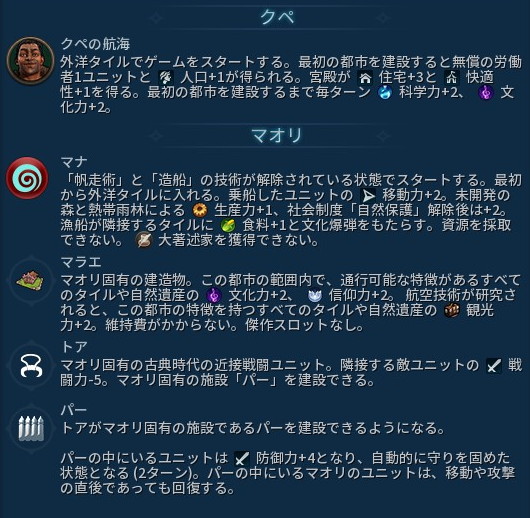 クペ
クペの航海
外洋タイルでゲームをスタートする。最初の都市を建設すると無償の労働
者1ユニットと 人口+1が得られる。宮殿が 住宅+3と 快適
性+1を得る。最初の都市を建設するまで毎ターン 科学力+2、 文
化力+2。
マオリ
マナ
「帆走術」と「造船」の技術が解除されている状態でスタートする。最初
から外洋タイルに入れる。乗船したユニットの 移動力+2。未開発の
森と熱帯雨林による 生産力+1、社会制度「自然保護」解除後は+2。
漁船が隣接するタイルに 食料+1と文化爆弾をもたらす。資源を採取
できない。 大著述家を獲得できない。
マラエ
マオリ固有の建造物。この都市の範囲内で、通行可能な特徴があるすべて
のタイルや自然遺産の 文化力+2、 信仰力+2。 航空技術が研究さ
れると、この都市の特徴を持つすべてのタイルや自然遺産の 観光
力+2。維持費がかからない。傑作スロットなし。
トア
マオリ固有の古典時代の近接戦闘ユニット。隣接する敵ユニットの 戦
闘力-5。マオリ固有の施設「パー」を建設できる。
パー
トアがマオリ固有の施設であるパーを建設できるようになる。
パーの中にいるユニットは 防御力+4となり、自動的に守りを固めた
状態となる (2ターン)。パーの中にいるマオリのユニットは、移動や攻撃
の直後であっても回復する。